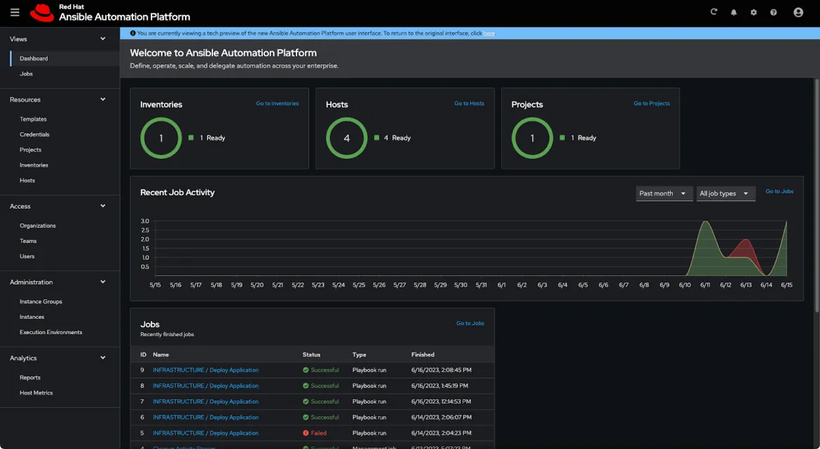 Red Hat
Ansible Automation Platform
You are currently viewing a tech preview of the new Ansible Automation Platform user interface. To return to the original interface, click here
Views
Dashboard
Jobs
Resources
Templates
Credentials
Projects
Inventories
Hosts
Access
Organizations
Teams
Users
Administration
Instance Groups
Instances
Execution Environments
Analytics
Reports
Host Metrics
Welcome to Ansible Automation Platform
Define, operate, scale, and delegate automation across your enterprise.
Inventories Go to Inventories
1 1 Ready
Hosts Go to Hosts
4 4 Ready
Projects Go to Projects
1 1 Ready
Recent Job Activity Past month All job types Go to Jobs
3.0
2.5
2.0
1.5
1.0
0.5
5/15 5/16 5/17 5/18 5/19 5/20 5/21 5/22 5/23 5/24 5/25 5/26 5/27 5/28 5/29 5/30 5/31 6/1 6/2 6/3 6/4 6/5 6/6 6/7 6/8 6/9 6/10 6/11 6/12 6/13 6/14 6/15
Jobs Go to Jobs
Recently finished jobs
ID Name Status Type Finished
9 INFRASTRUCTURE / Deploy Application Successful Playbook run 6/16/2023, 2:08:45 PM
8 INFRASTRUCTURE / Deploy Application Successful Playbook run 6/16/2023, 1:45:19 PM
7 INFRASTRUCTURE / Deploy Application Successful Playbook run 6/16/2023, 12:14:53 PM
6 INFRASTRUCTURE / Deploy Application Successful Playbook run 6/14/2023, 2:06:07 PM
5 INFRASTRUCTURE / Deploy Application Failed Playbook run 6/14/2023, 2:04:23 PM